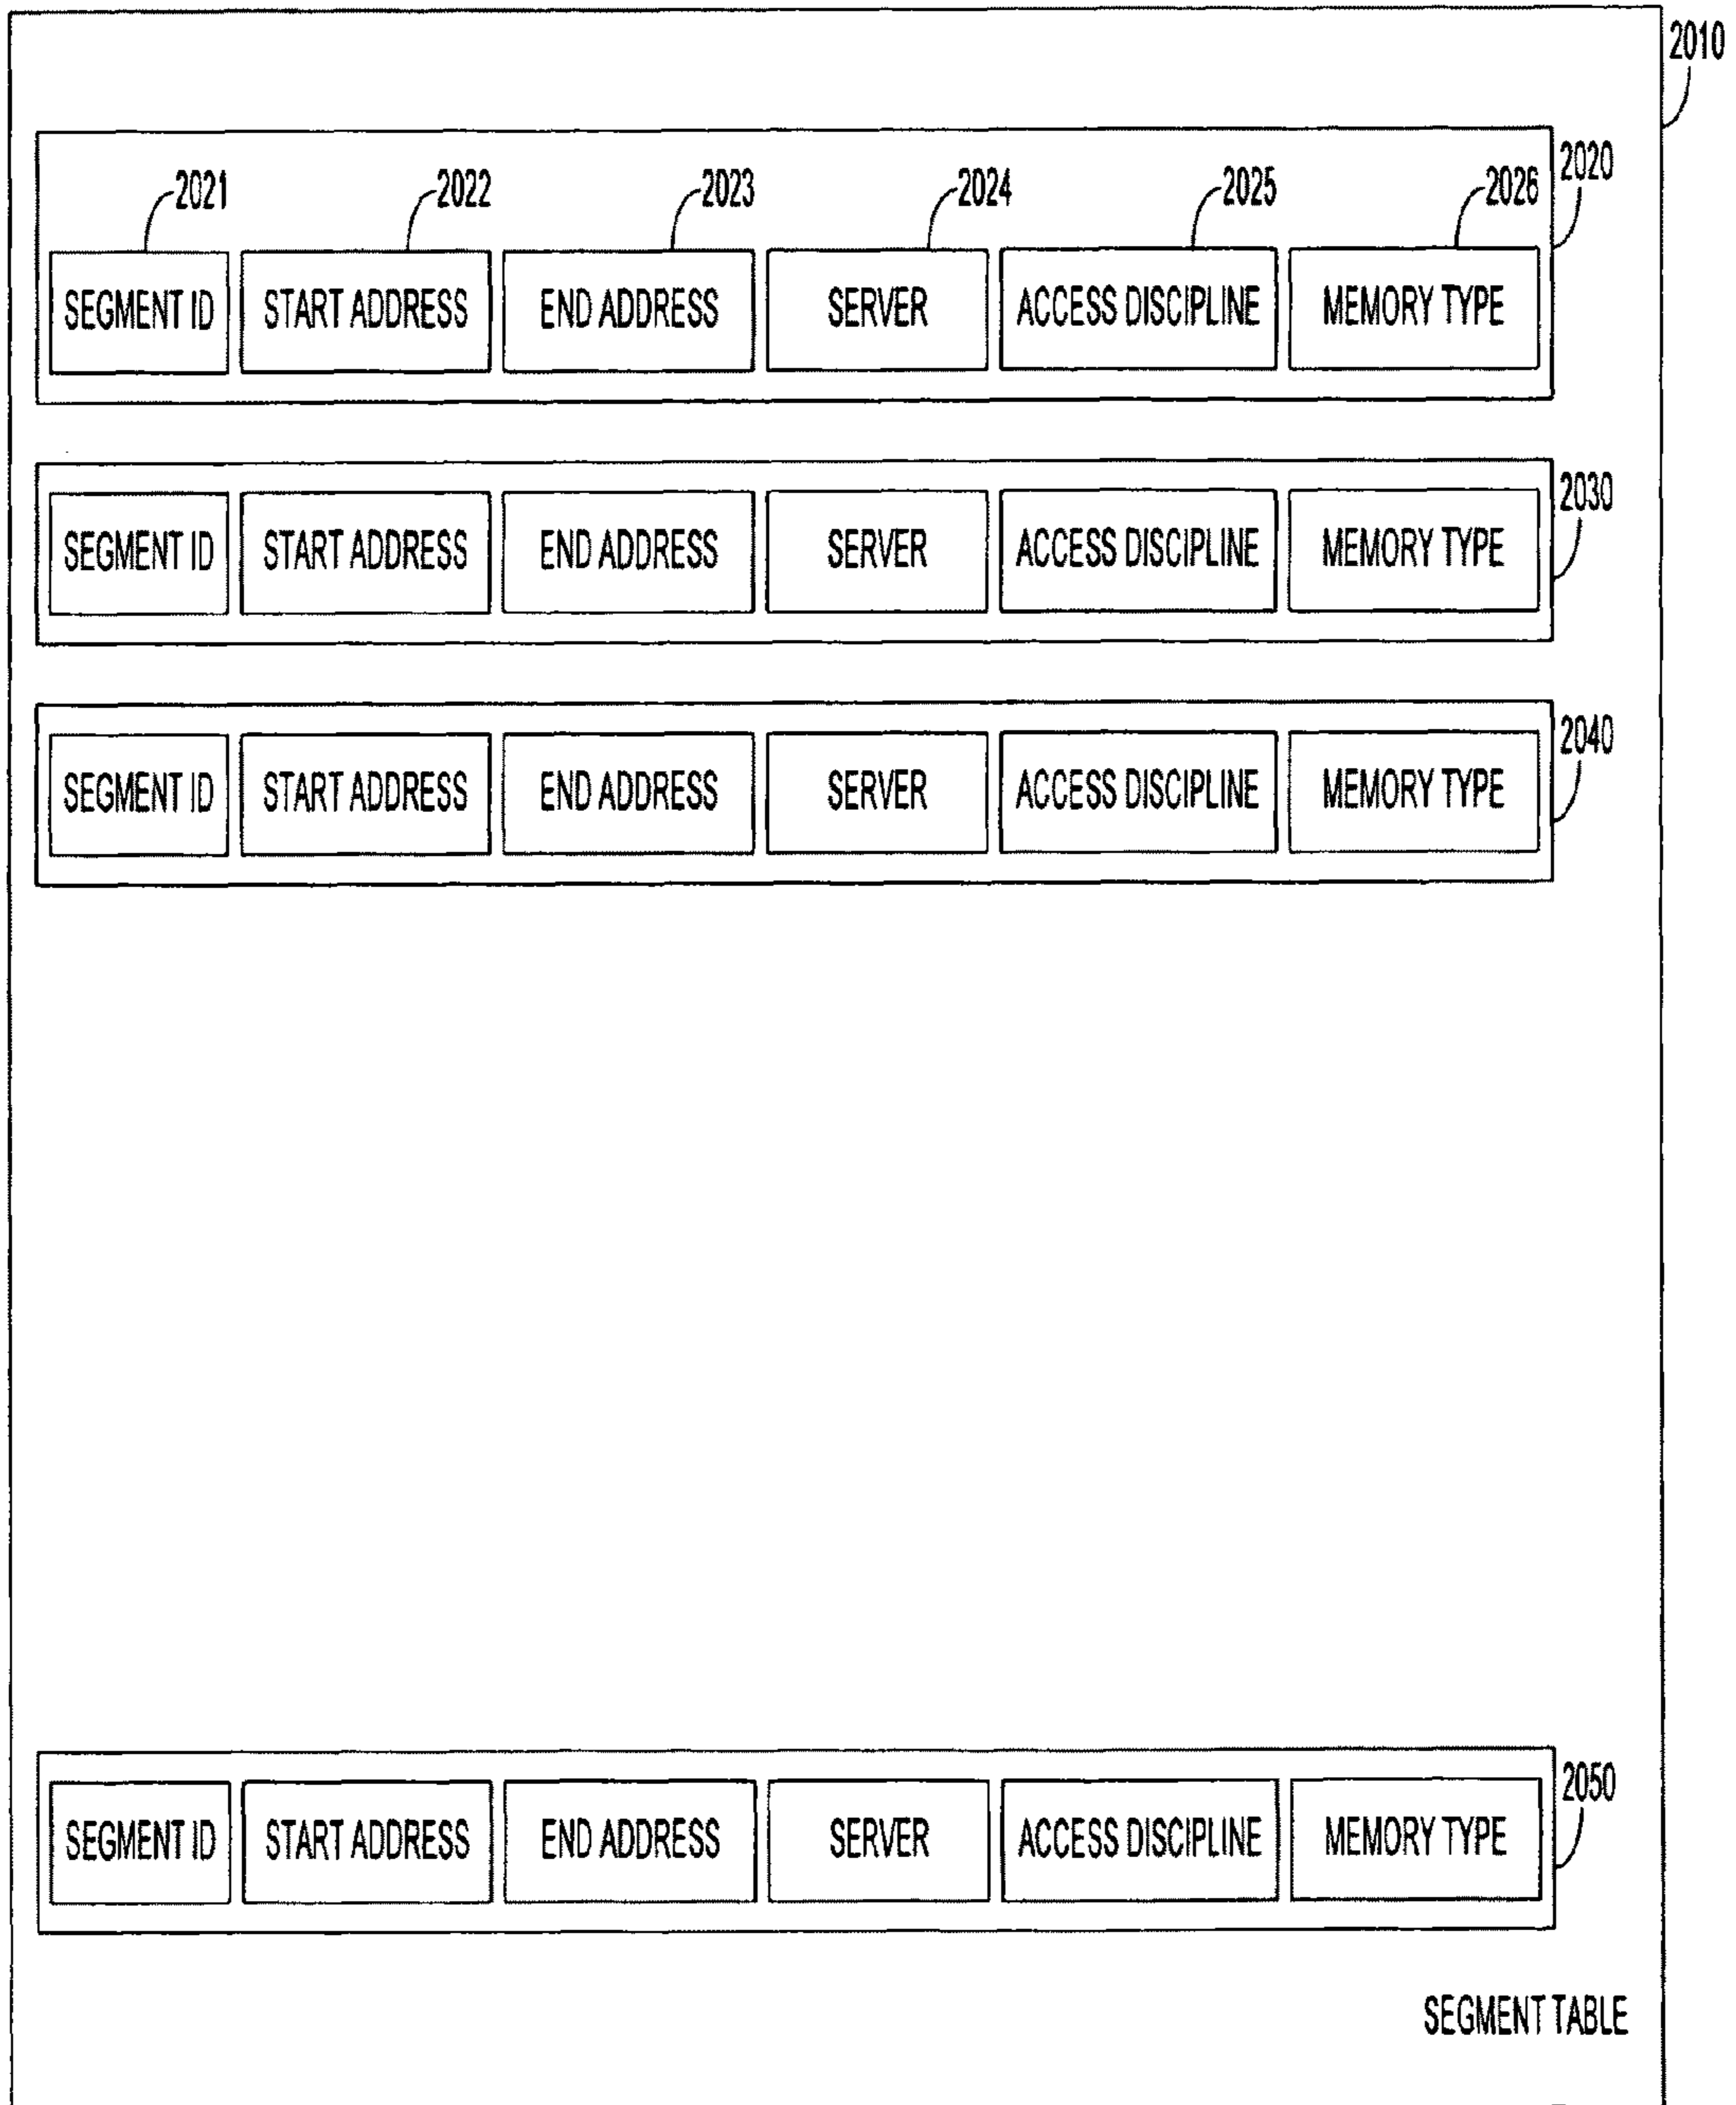 2010
2020
2021 2022 2023 2024 2025 2026
SEGMENT ID START ADDRESS END ADDRESS SERVER ACCESS DISCIPLINE MEMORY TYPE
2030
SEGMENT ID START ADDRESS END ADDRESS SERVER ACCESS DISCIPLINE MEMORY TYPE
2040
SEGMENT ID START ADDRESS END ADDRESS SERVER ACCESS DISCIPLINE MEMORY TYPE
2050
SEGMENT ID START ADDRESS END ADDRESS SERVER ACCESS DISCIPLINE MEMORY TYPE
SEGMENT TABLE